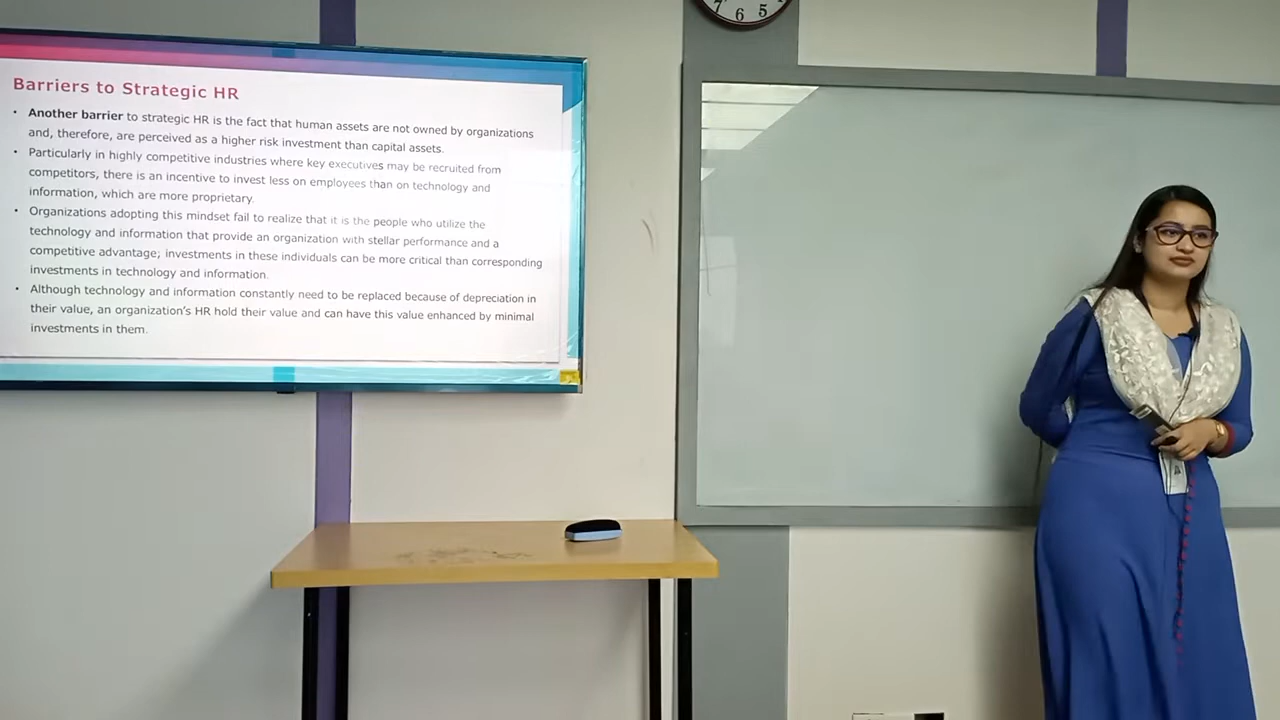 Barriers to Strategic HR
• Another barrier to strategic HR is the fact that human assets are not owned by organizations
and, therefore, are perceived as a higher risk investment than capital assets.
• Particularly in highly competitive industries where key executives may be recruited from
competitors, there is an incentive to invest less on employees than on technology and
information, which are more proprietary.
• Organizations adopting this mindset fail to realize that it is the people who utilize the
technology and information that provide an organization with stellar performance and a
competitive advantage; investments in these individuals can be more critical than corresponding
investments in technology and information.
• Although technology and information constantly need to be replaced because of depreciation in
their value, an organization's HR hold their value and can have this value enhanced by minimal
investments in them.
7 6 5